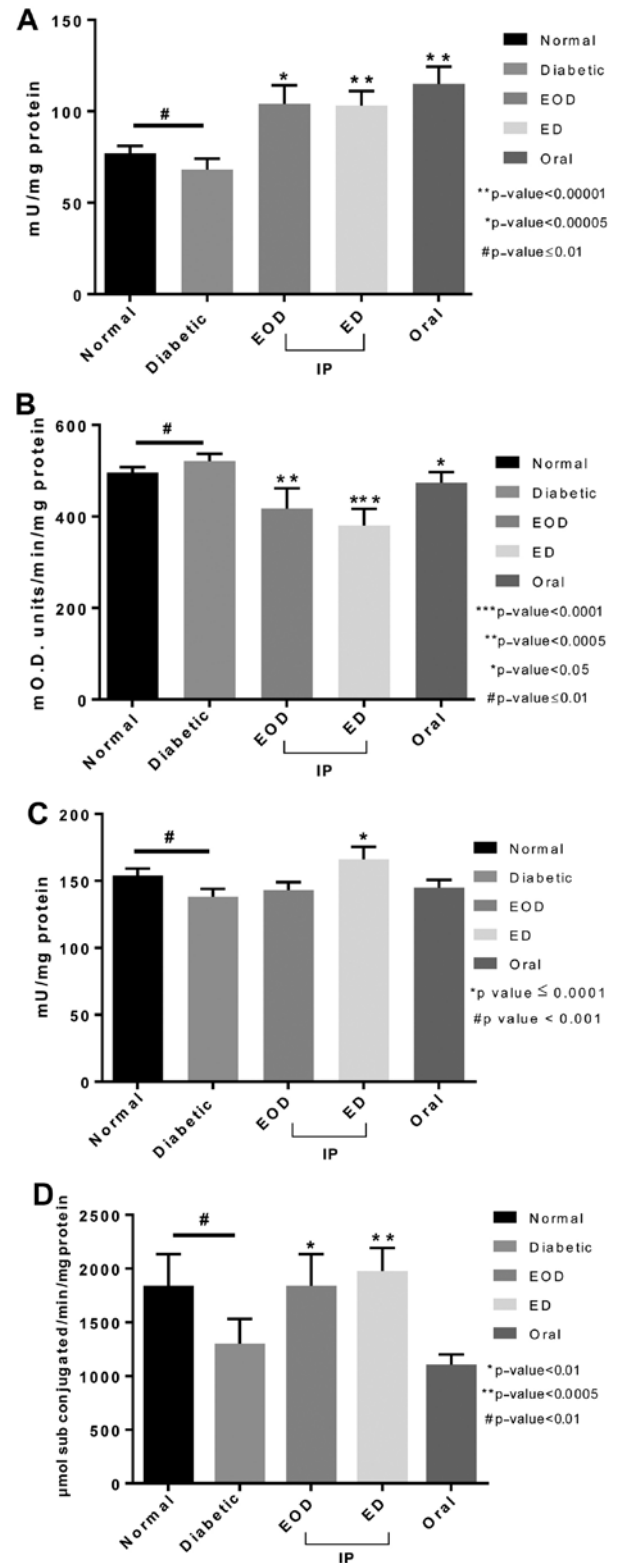 A
mU/mg protein
150
100
50
0
#
*
**
**
Normal
Diabetic
EOD
ED
Oral
IP
Normal
Diabetic
EOD
ED
Oral
**p-value<0.00001
*p-value<0.00005
#p-value≤0.01
B
mO.D. units/min/mg protein
600
400
200
0
#
**
***
*
Normal
Diabetic
EOD
ED
Oral
IP
Normal
Diabetic
EOD
ED
Oral
***p-value<0.0001
**p-value<0.0005
*p-value<0.05
#p-value≤0.01
C
mU/mg protein
200
150
100
50
0
#
*
Normal
Diabetic
EOD
ED
Oral
IP
Normal
Diabetic
EOD
ED
Oral
*p value ≤ 0.0001
#p value < 0.001
D
µmol sub conjugated/min/mgprotein
2500
2000
1500
1000
500
0
#
*
**
Normal
Diabetic
EOD
ED
Oral
IP
Normal
Diabetic
EOD
ED
Oral
*p-value<0.01
**p-value<0.0005
#p-value<0.01